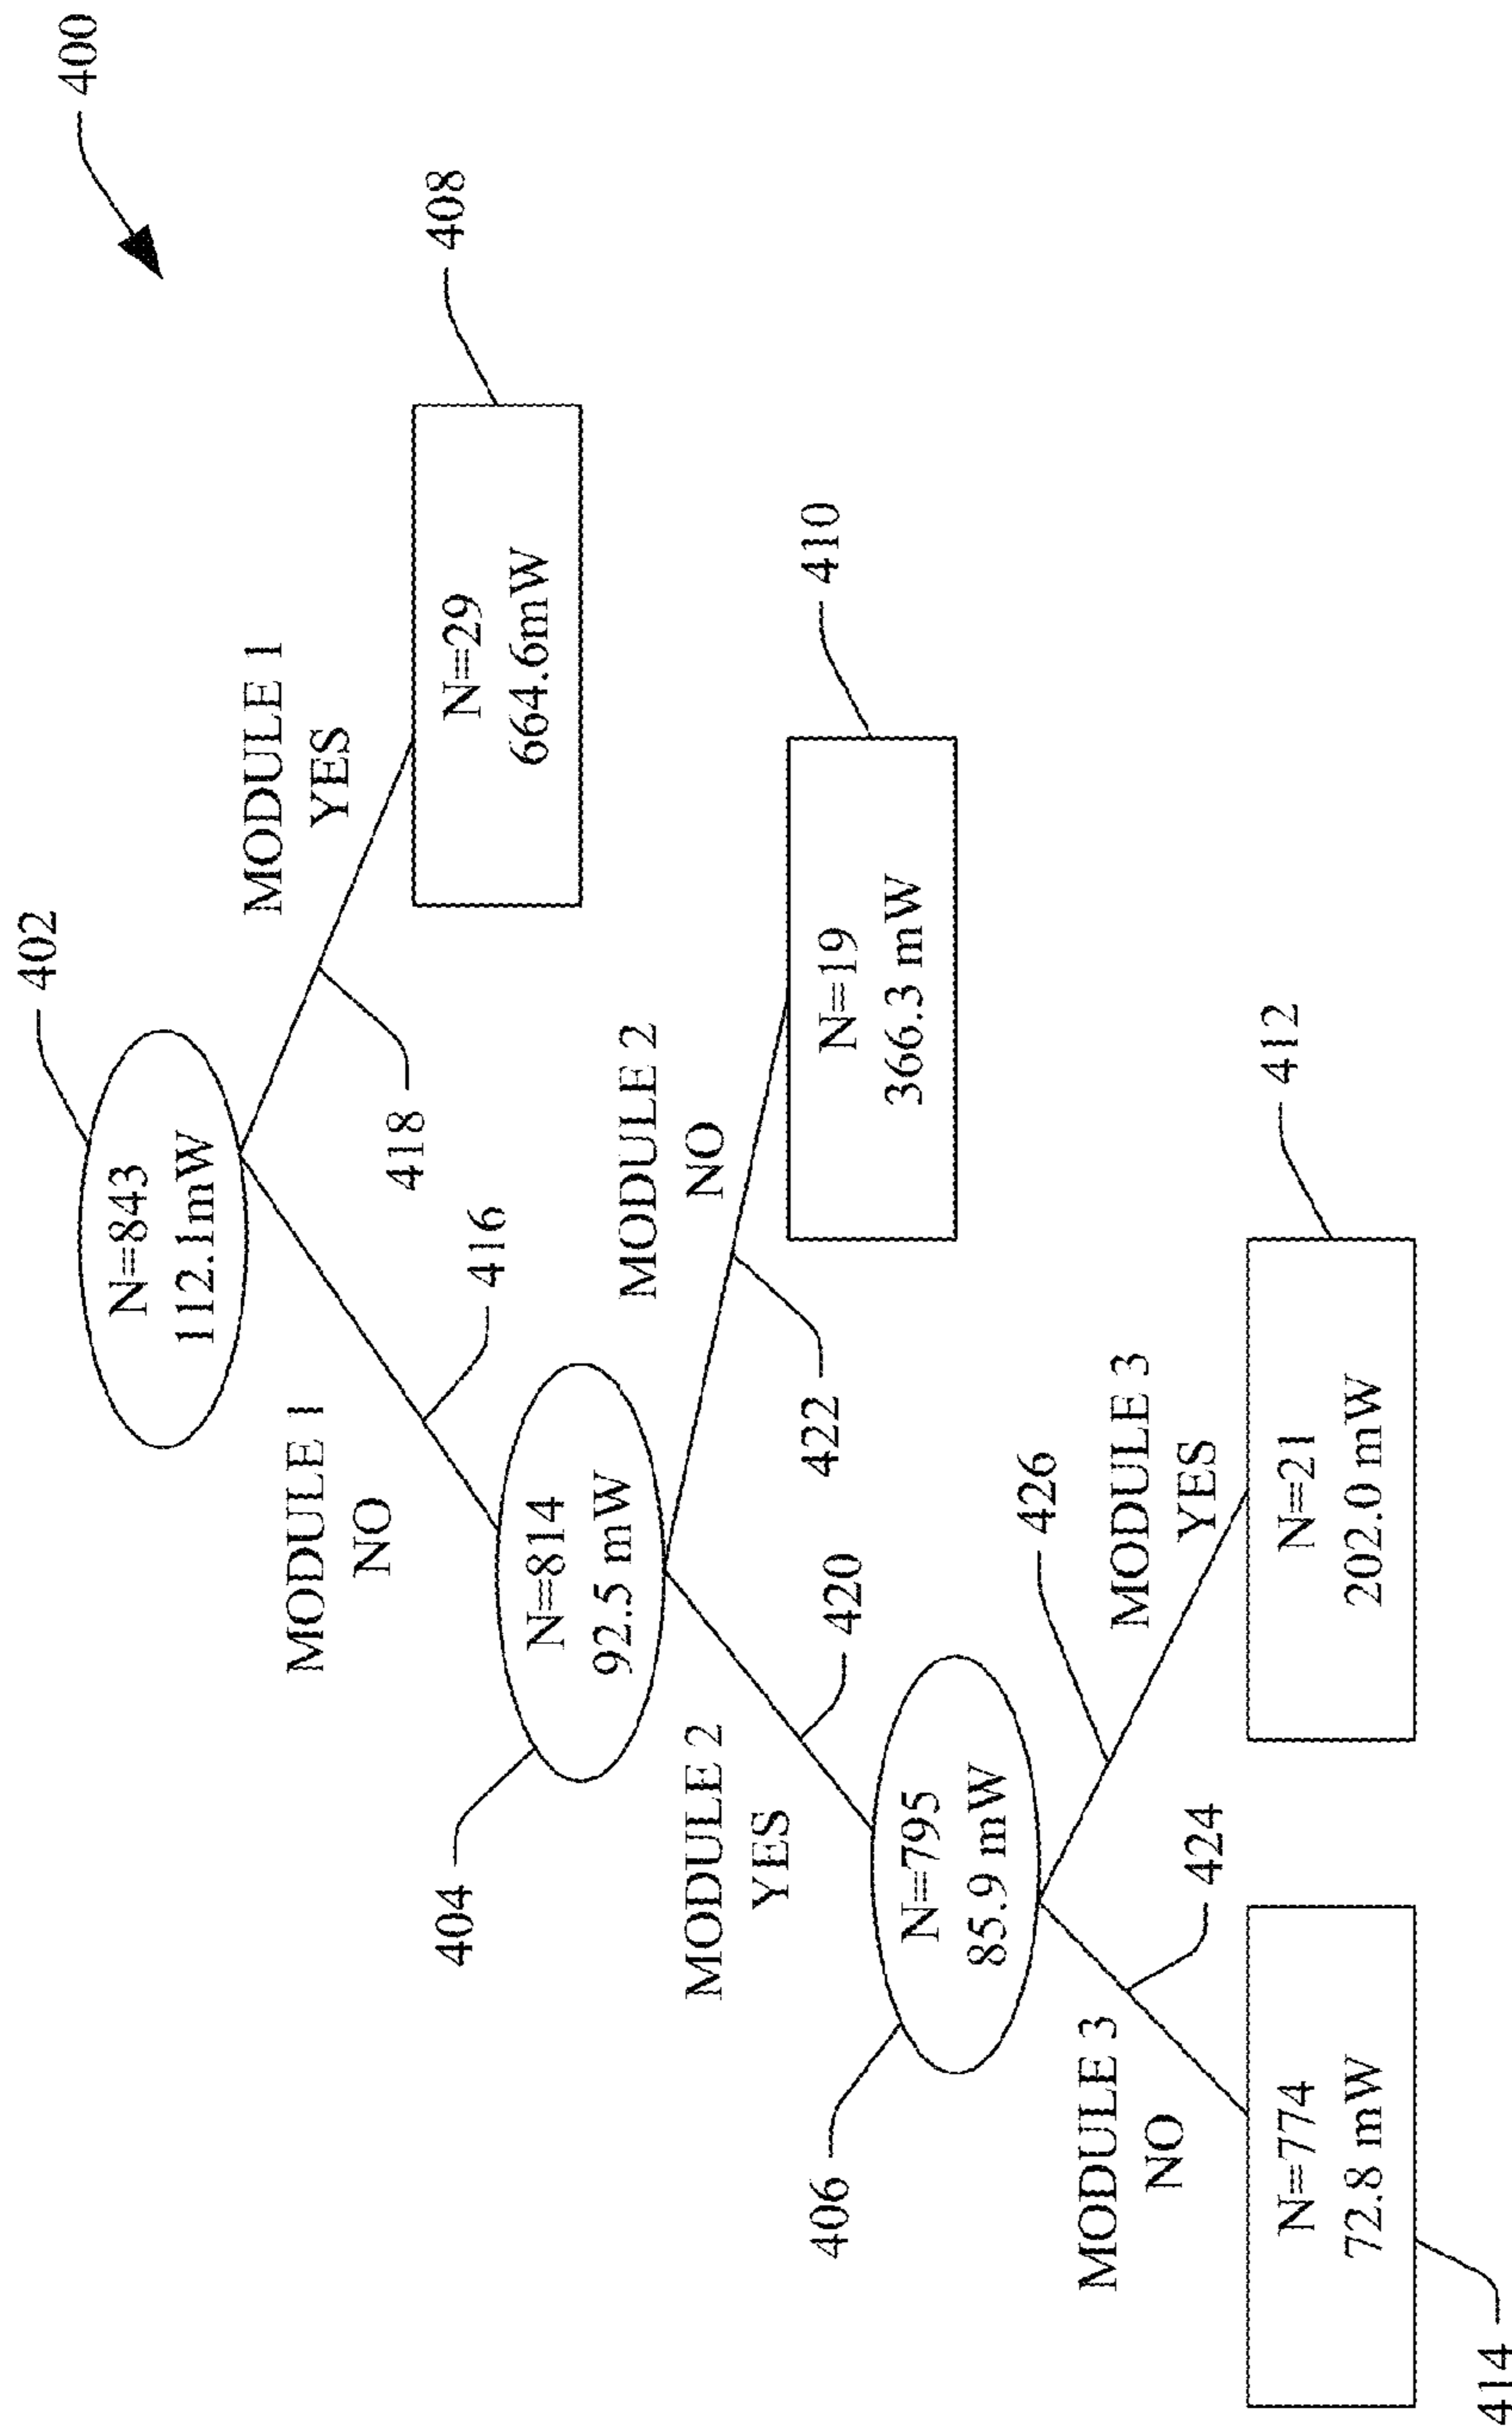 400
402
N=843
112.1mW
MODULE 1
NO
416
418
MODULE 1
YES
408
N=29
664.6mW
404
N=814
92.5 mW
MODULE 2
YES
420
422
MODULE 2
NO
410
N=19
366.3 mW
406
N=795
85.9 mW
MODULE 3
NO
424
426
MODULE 3
YES
414
N=774
72.8 mW
412
N=21
202.0 mW